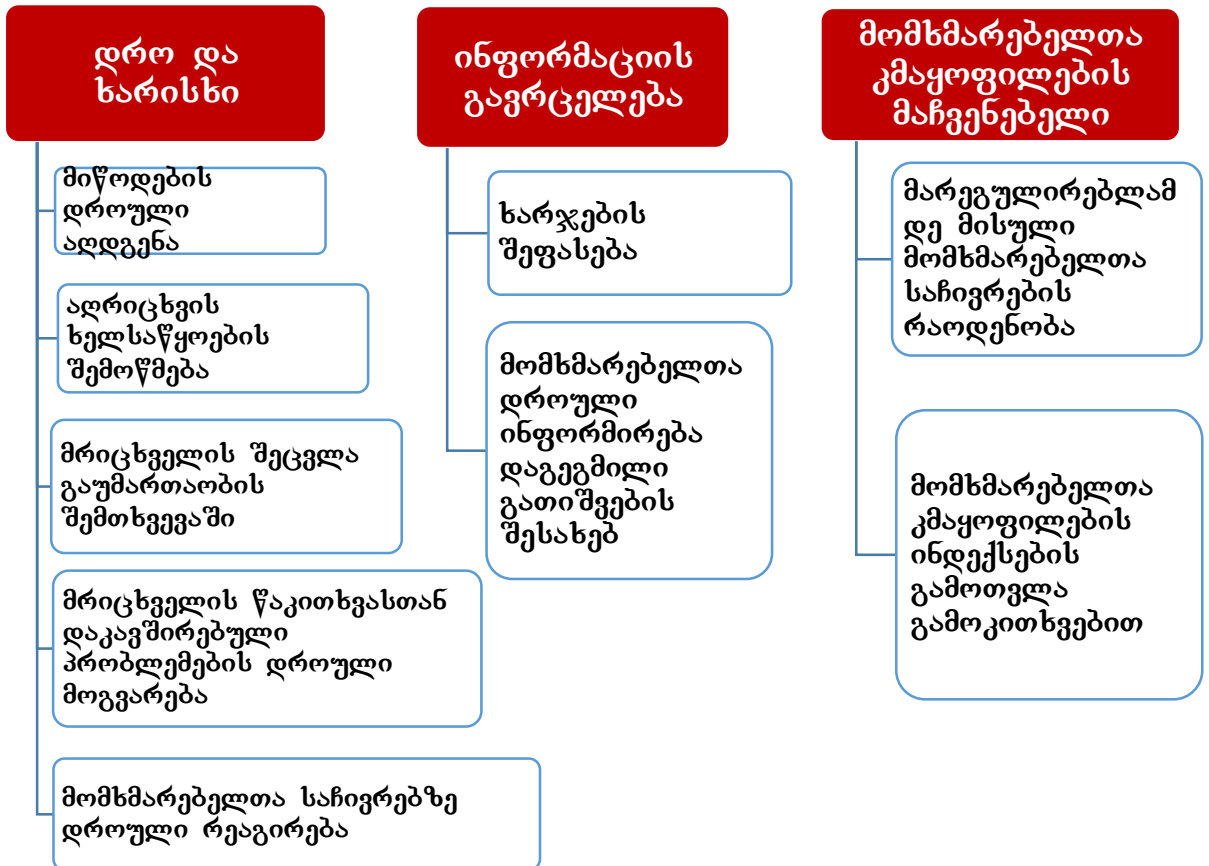 დრო და
ხარისხი
მიწოდების
დროული
აღდგენა
აღრიცხვის
ხელსაწყოების
შემოწმება
მრიცხველის შეცვლა
გაუმართაობის
შემთხვევაში
მრიცხველის წაკითხვასთან
დაკავშირებული
პრობლემების დროული
მოგვარება
მომხმარებელთა საჩივრებზე
დროული რეაგირება
ინფორმაციის
გავრცელება
ხარჯების
შეფასება
მომხმარებელთა
დროული
ინფორმირება
დაგეგმილი
გათიშვების
შესახებ
მომხმარებელთა
კმაყოფილების
მაჩვენებელი
მარეგულირებლამ
დე მისული
მომხმარებელთა
საჩივრების
რაოდენობა
მომხმარებელთა
კმაყოფილების
ინდექსების
გამოთვლა
გამოკითხვებით